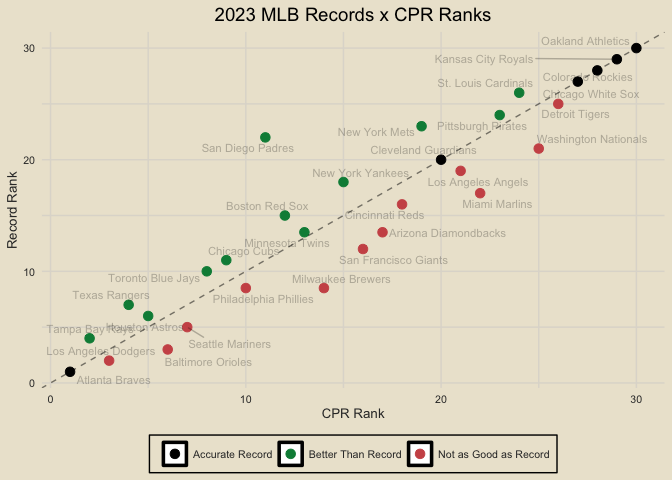 2023 MLB Records x CPR Ranks
30
20
10
0
Record Rank
Oakland Athletics
Kansas City Royals
Colorado Rockies
St. Louis Cardinals
Chicago White Sox
Detroit Tigers
Pittsburgh Pirates
New York Mets
Washington Nationals
San Diego Padres
Cleveland Guardians
New York Yankees
Los Angeles Angels
Miami Marlins
Boston Red Sox
Cincinnati Reds
Arizona Diamondbacks
Minnesota Twins
Chicago Cubs
San Francisco Giants
Toronto Blue Jays
Milwaukee Brewers
Texas Rangers
Philadelphia Phillies
Tampa Bay Rays
Houston Astros
Seattle Mariners
Los Angeles Dodgers
Baltimore Orioles
Atlanta Braves
0
10
20
30
CPR Rank
Accurate Record
Better Than Record
Not as Good as Record